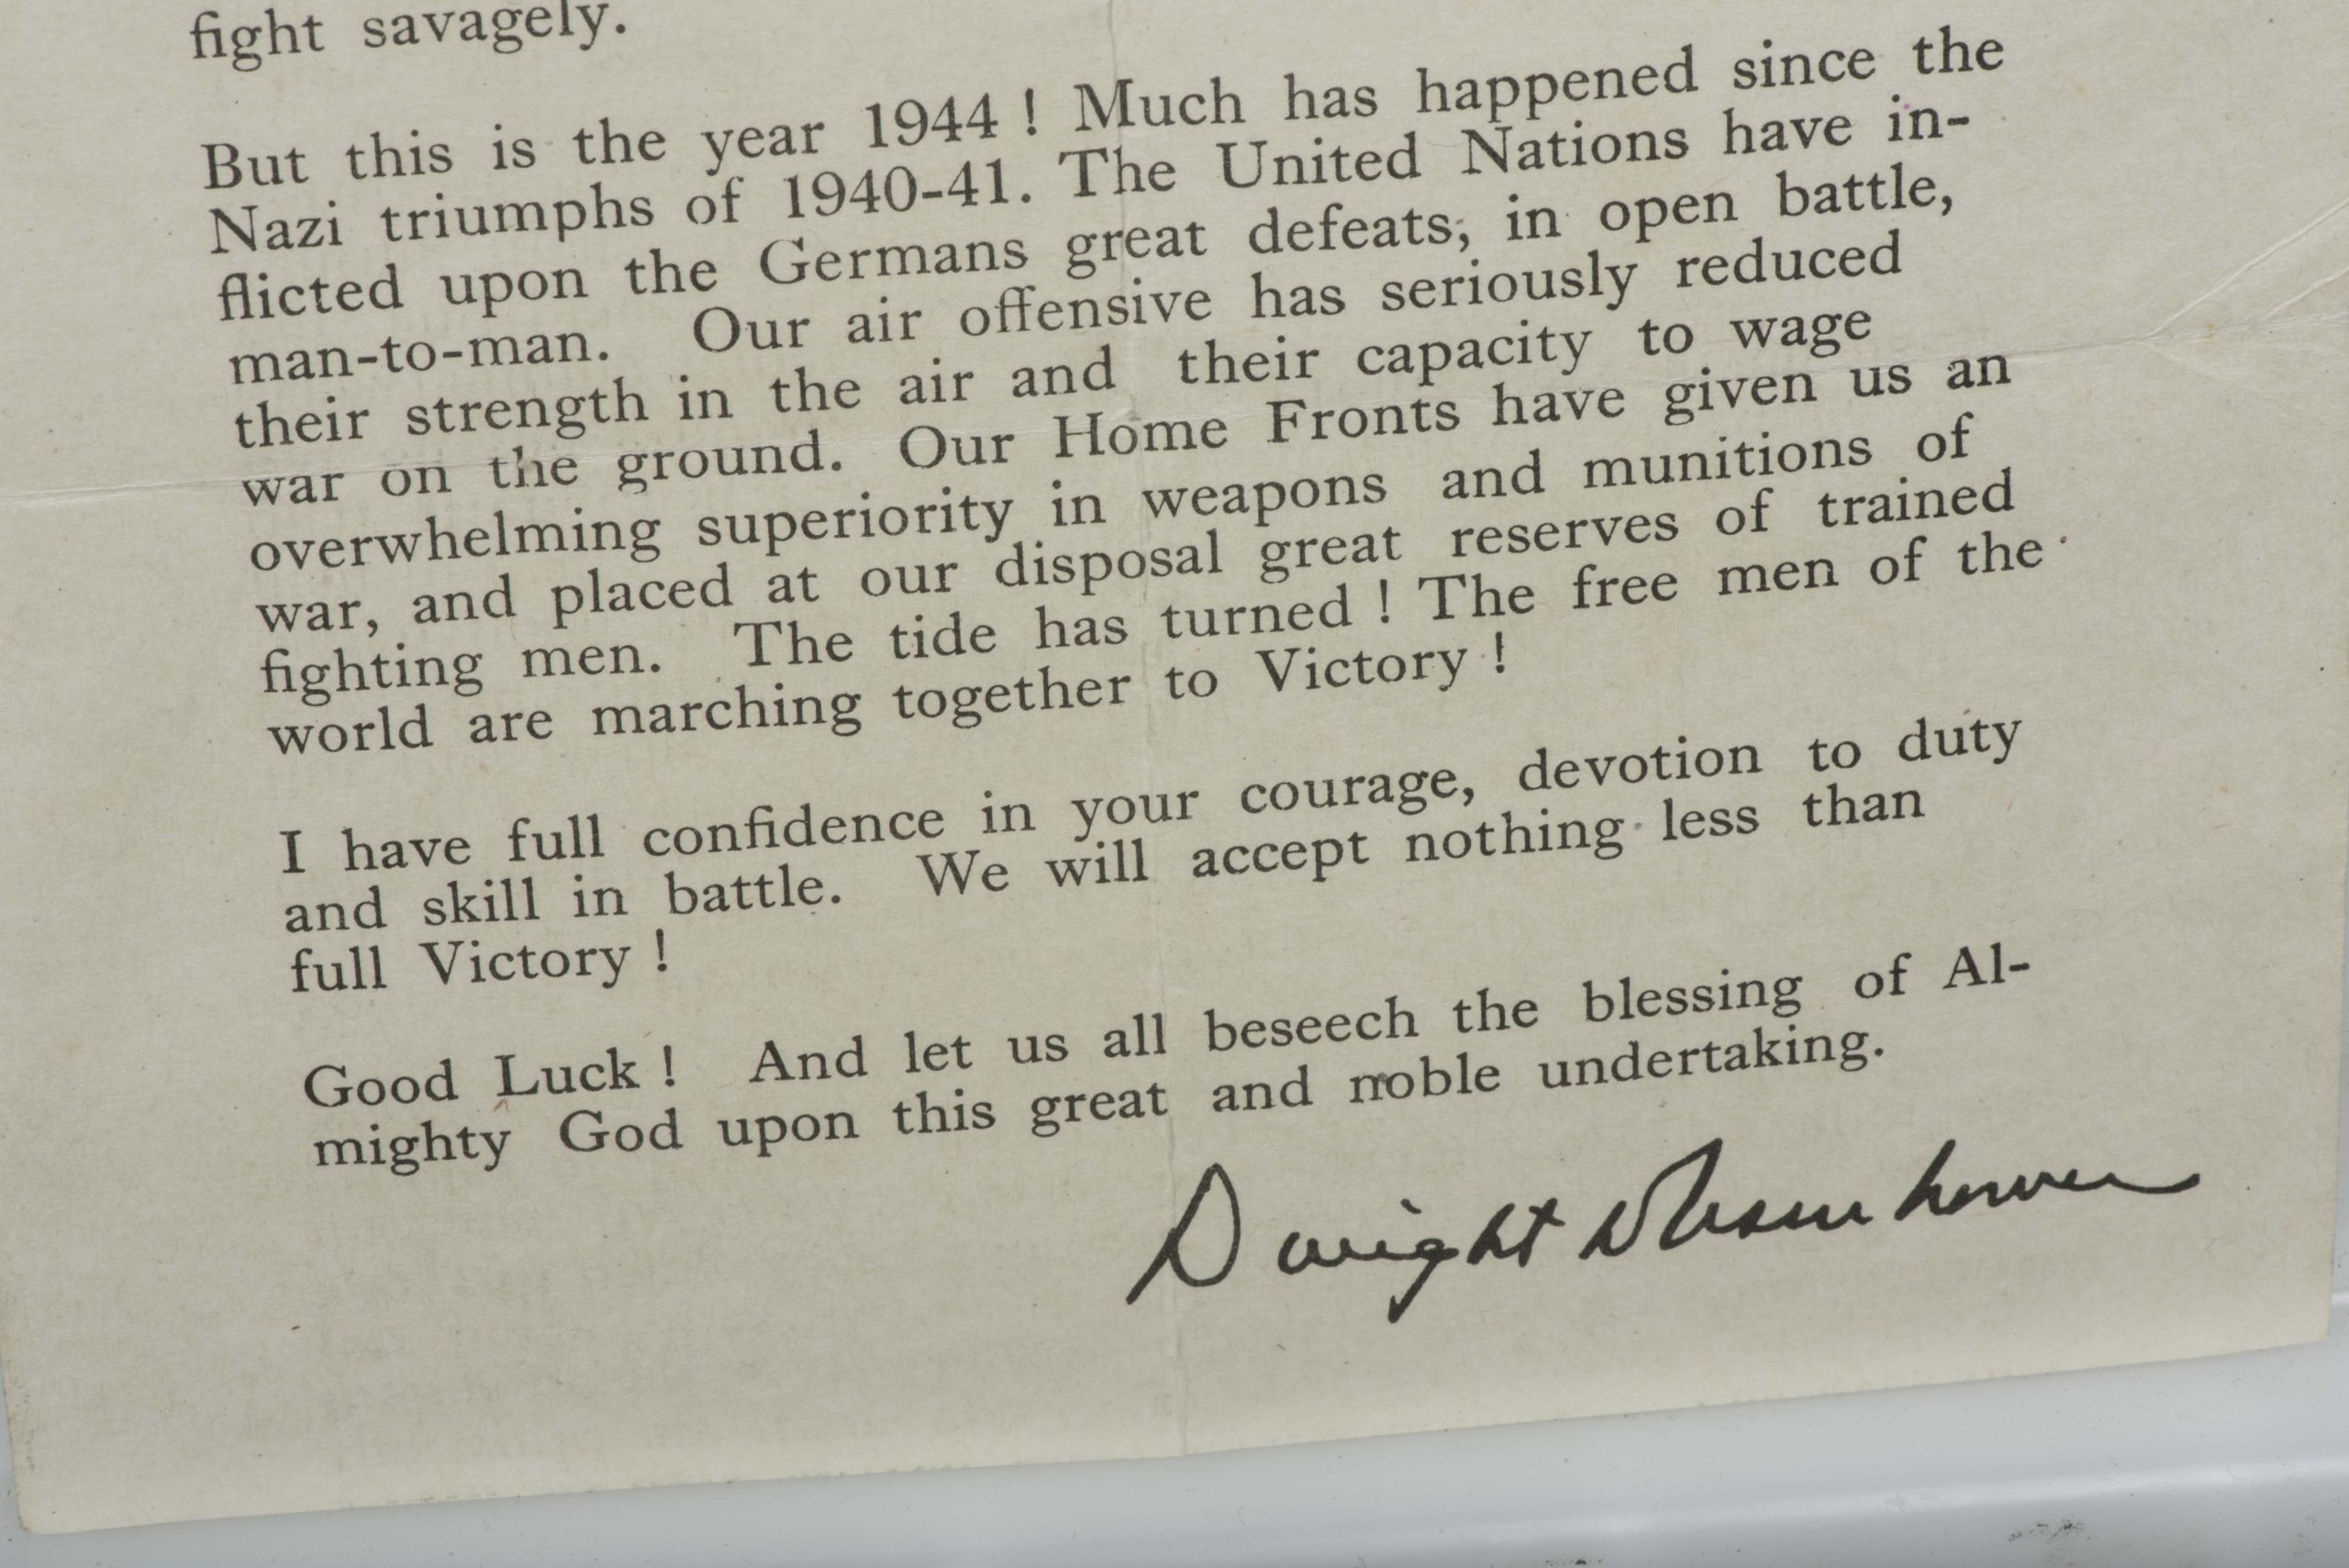 fight savagely.
But this is the year 1944 ! Much has happened since the
Nazi triumphs of 1940-41. The United Nations have in-
flicted upon the Germans great defeats, in open battle,
man-to-man. Our air offensive has seriously reduced
their strength in the air and their capacity to wage
war on the ground. Our Home Fronts have given us an
overwhelming superiority in weapons and munitions of
war, and placed at our disposal great reserves of trained
fighting men. The tide has turned ! The free men of the
world are marching together to Victory !
I have full confidence in your courage, devotion to duty
and skill in battle. We will accept nothing less than
full Victory !
Good Luck ! And let us all beseech the blessing of Al-
mighty God upon this great and noble undertaking.
Dwight D Eisenhower